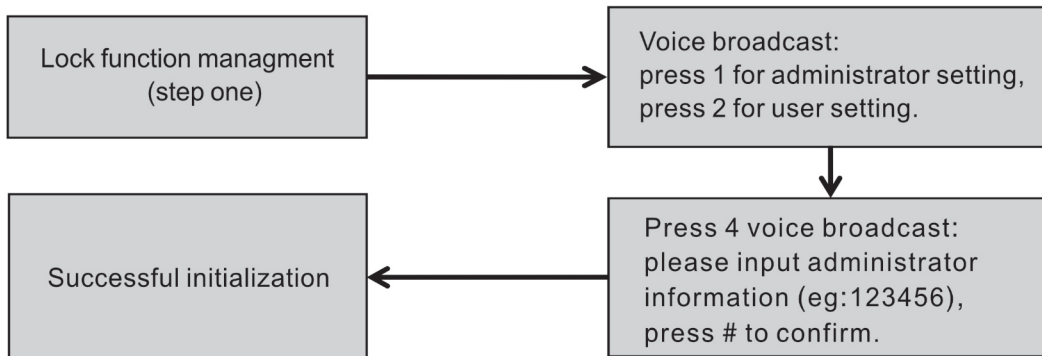 Lock function managment
(step one)
Voice broadcast:
press 1 for administrator setting,
press 2 for user setting.
Press 4 voice broadcast:
please input administrator
information (eg:123456),
press # to confirm.
Successful initialization